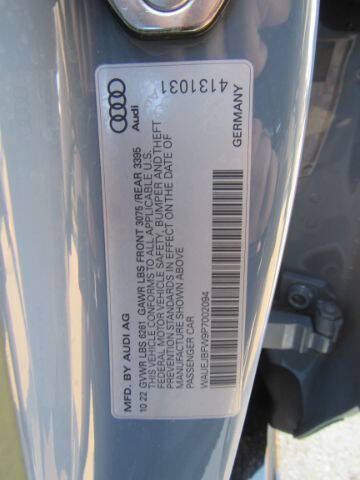 Audi
4131031
GERMANY
MFD. BY AUDI AG
10.22 GVWR LBS 6261 GAWR LBS FRONT 3075 /REAR 3395
THIS VEHICLE CONFORMS TO ALL APPLICABLE U.S.
FEDERAL MOTOR VEHICLE SAFETY, BUMPER AND THEFT
PREVENTION STANDARDS IN EFFECT ON THE DATE OF
MANUFACTURE SHOWN ABOVE
PASSENGER CAR
WAUEJBFW9P7002094